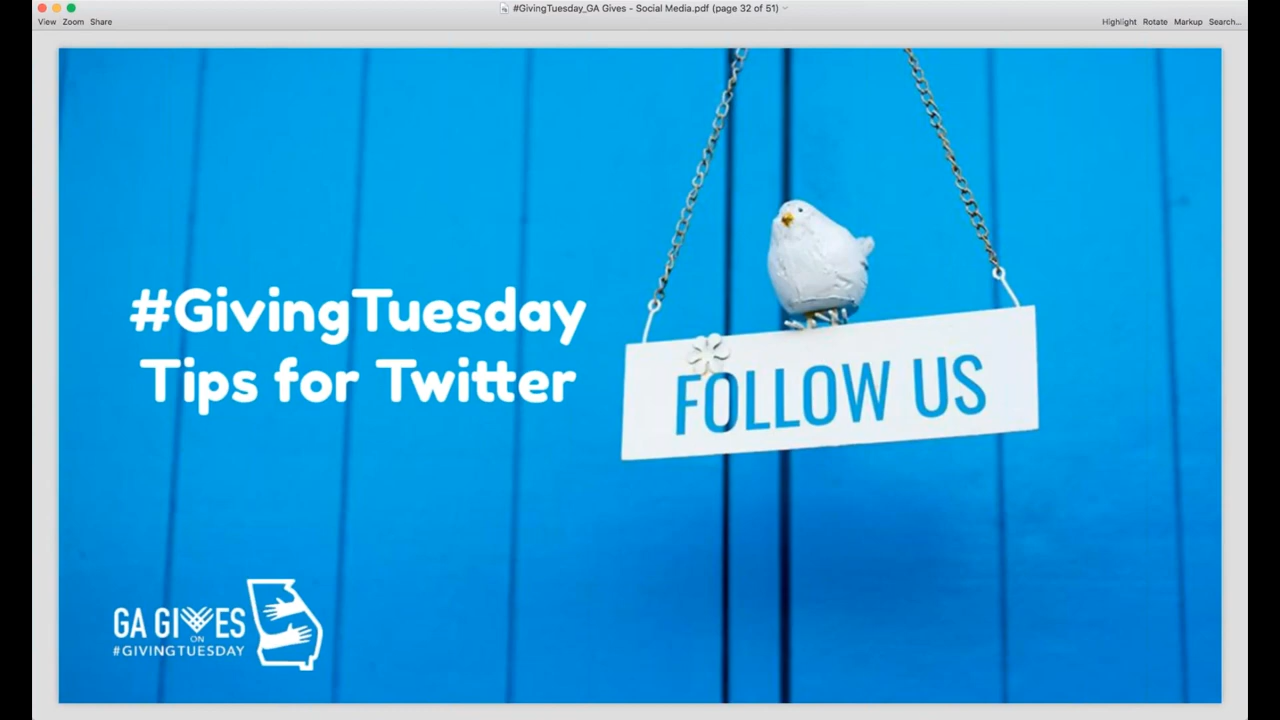 #GivingTuesday_GA Gives - Social Media.pdf (page 32 of 51)
View Zoom Share
Highlight Rotate Markup Search...
#GivingTuesday
Tips for Twitter
FOLLOW US
GA GIVES
ON
#GIVINGTUESDAY